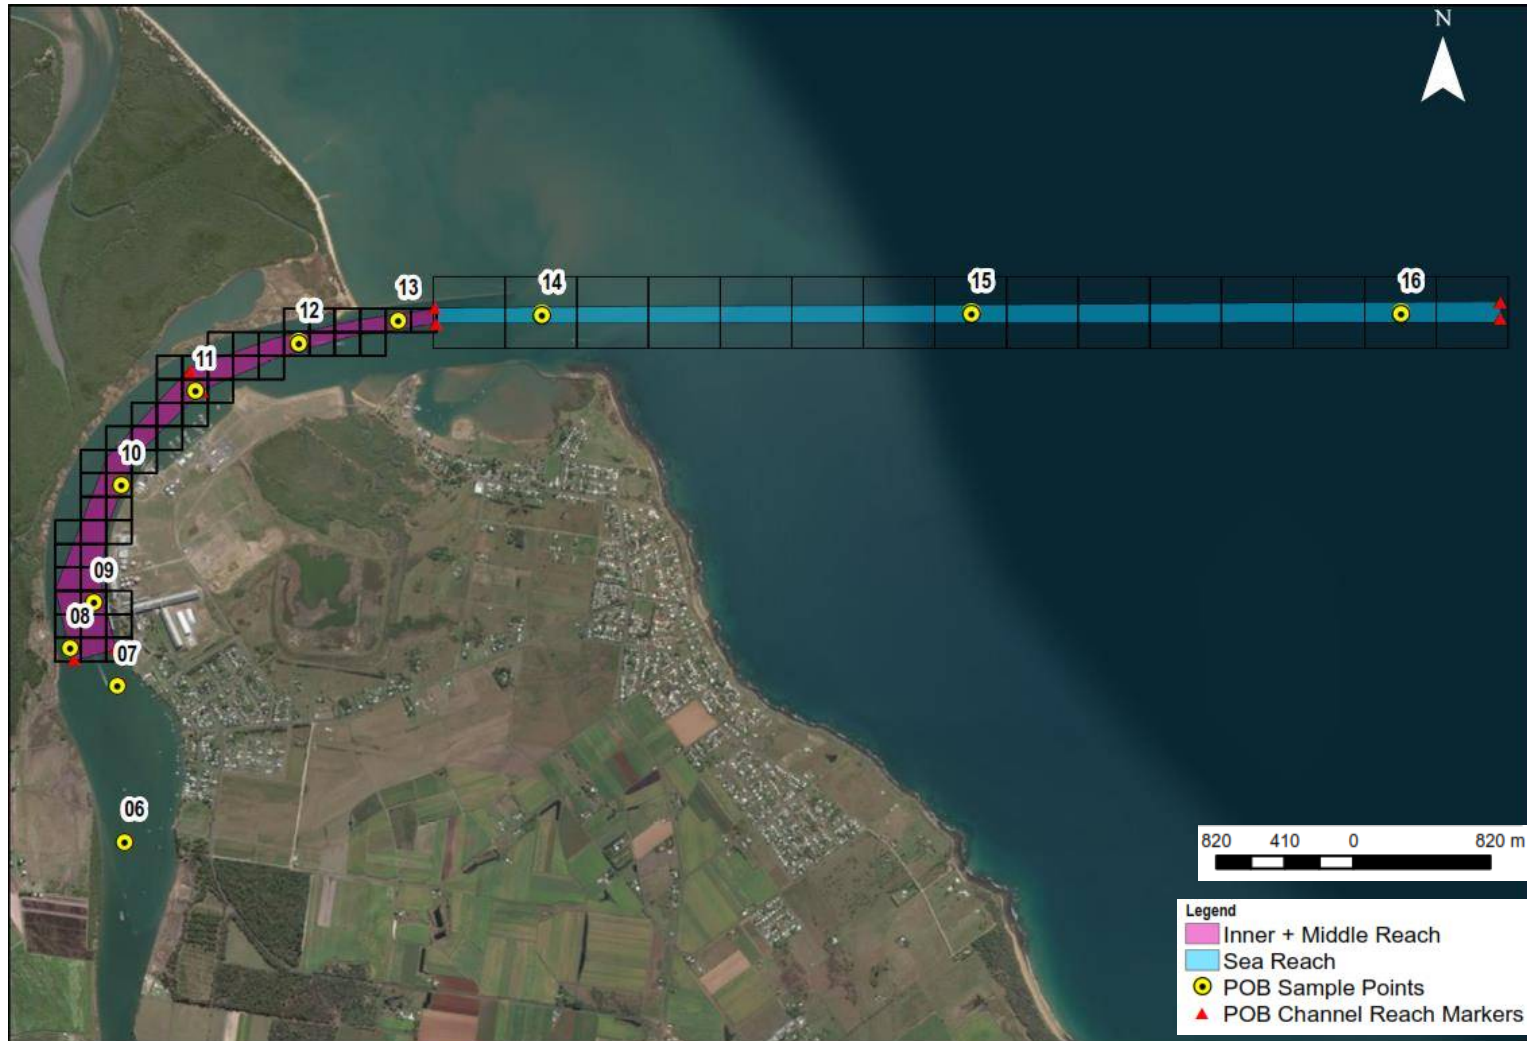 N
16
15
14
13
12
11
10
09
08
07
06
820 410 0 820 m
Legend
Inner + Middle Reach
Sea Reach
POB Sample Points
POB Channel Reach Markers